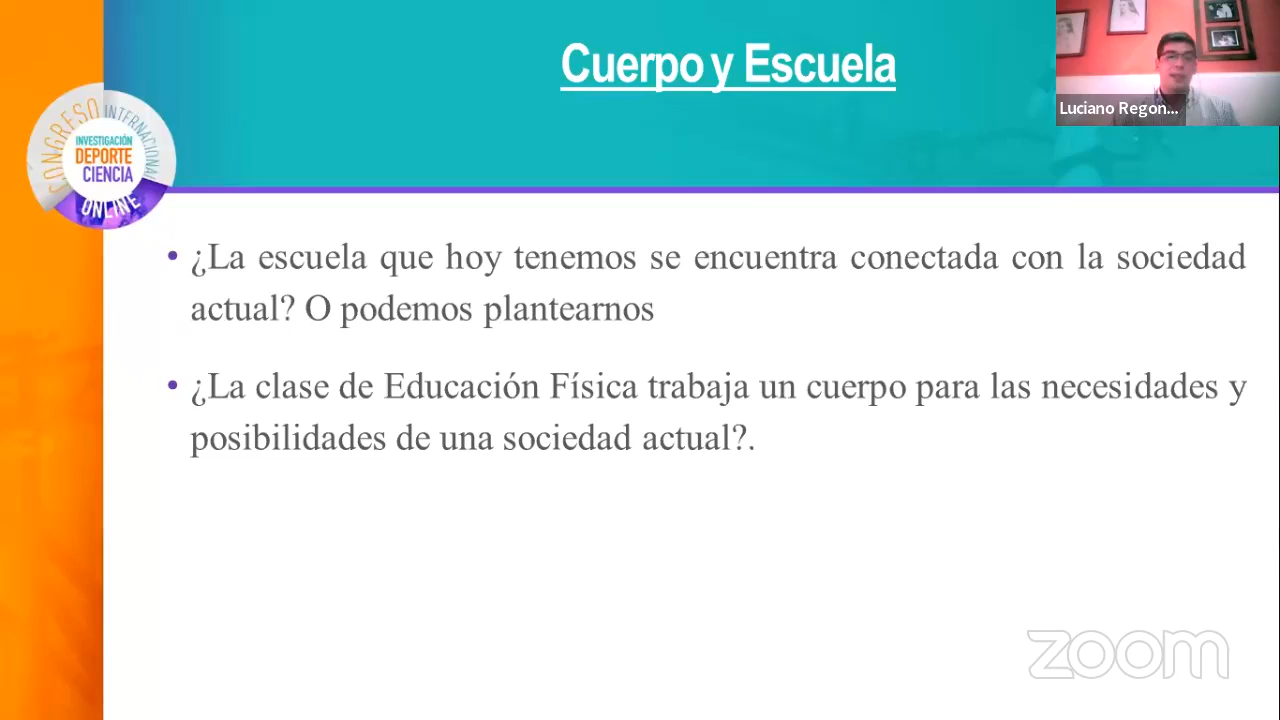 Cuerpo y Escuela
Luciano Regon...
CONGRESO INTERNACIONAL
INVESTIGACIÓN
DEPORTE
CIENCIA
ONLINE
• ¿La escuela que hoy tenemos se encuentra conectada con la sociedad
actual? O podemos plantearnos
• ¿La clase de Educación Física trabaja un cuerpo para las necesidades y
posibilidades de una sociedad actual?.
zoom